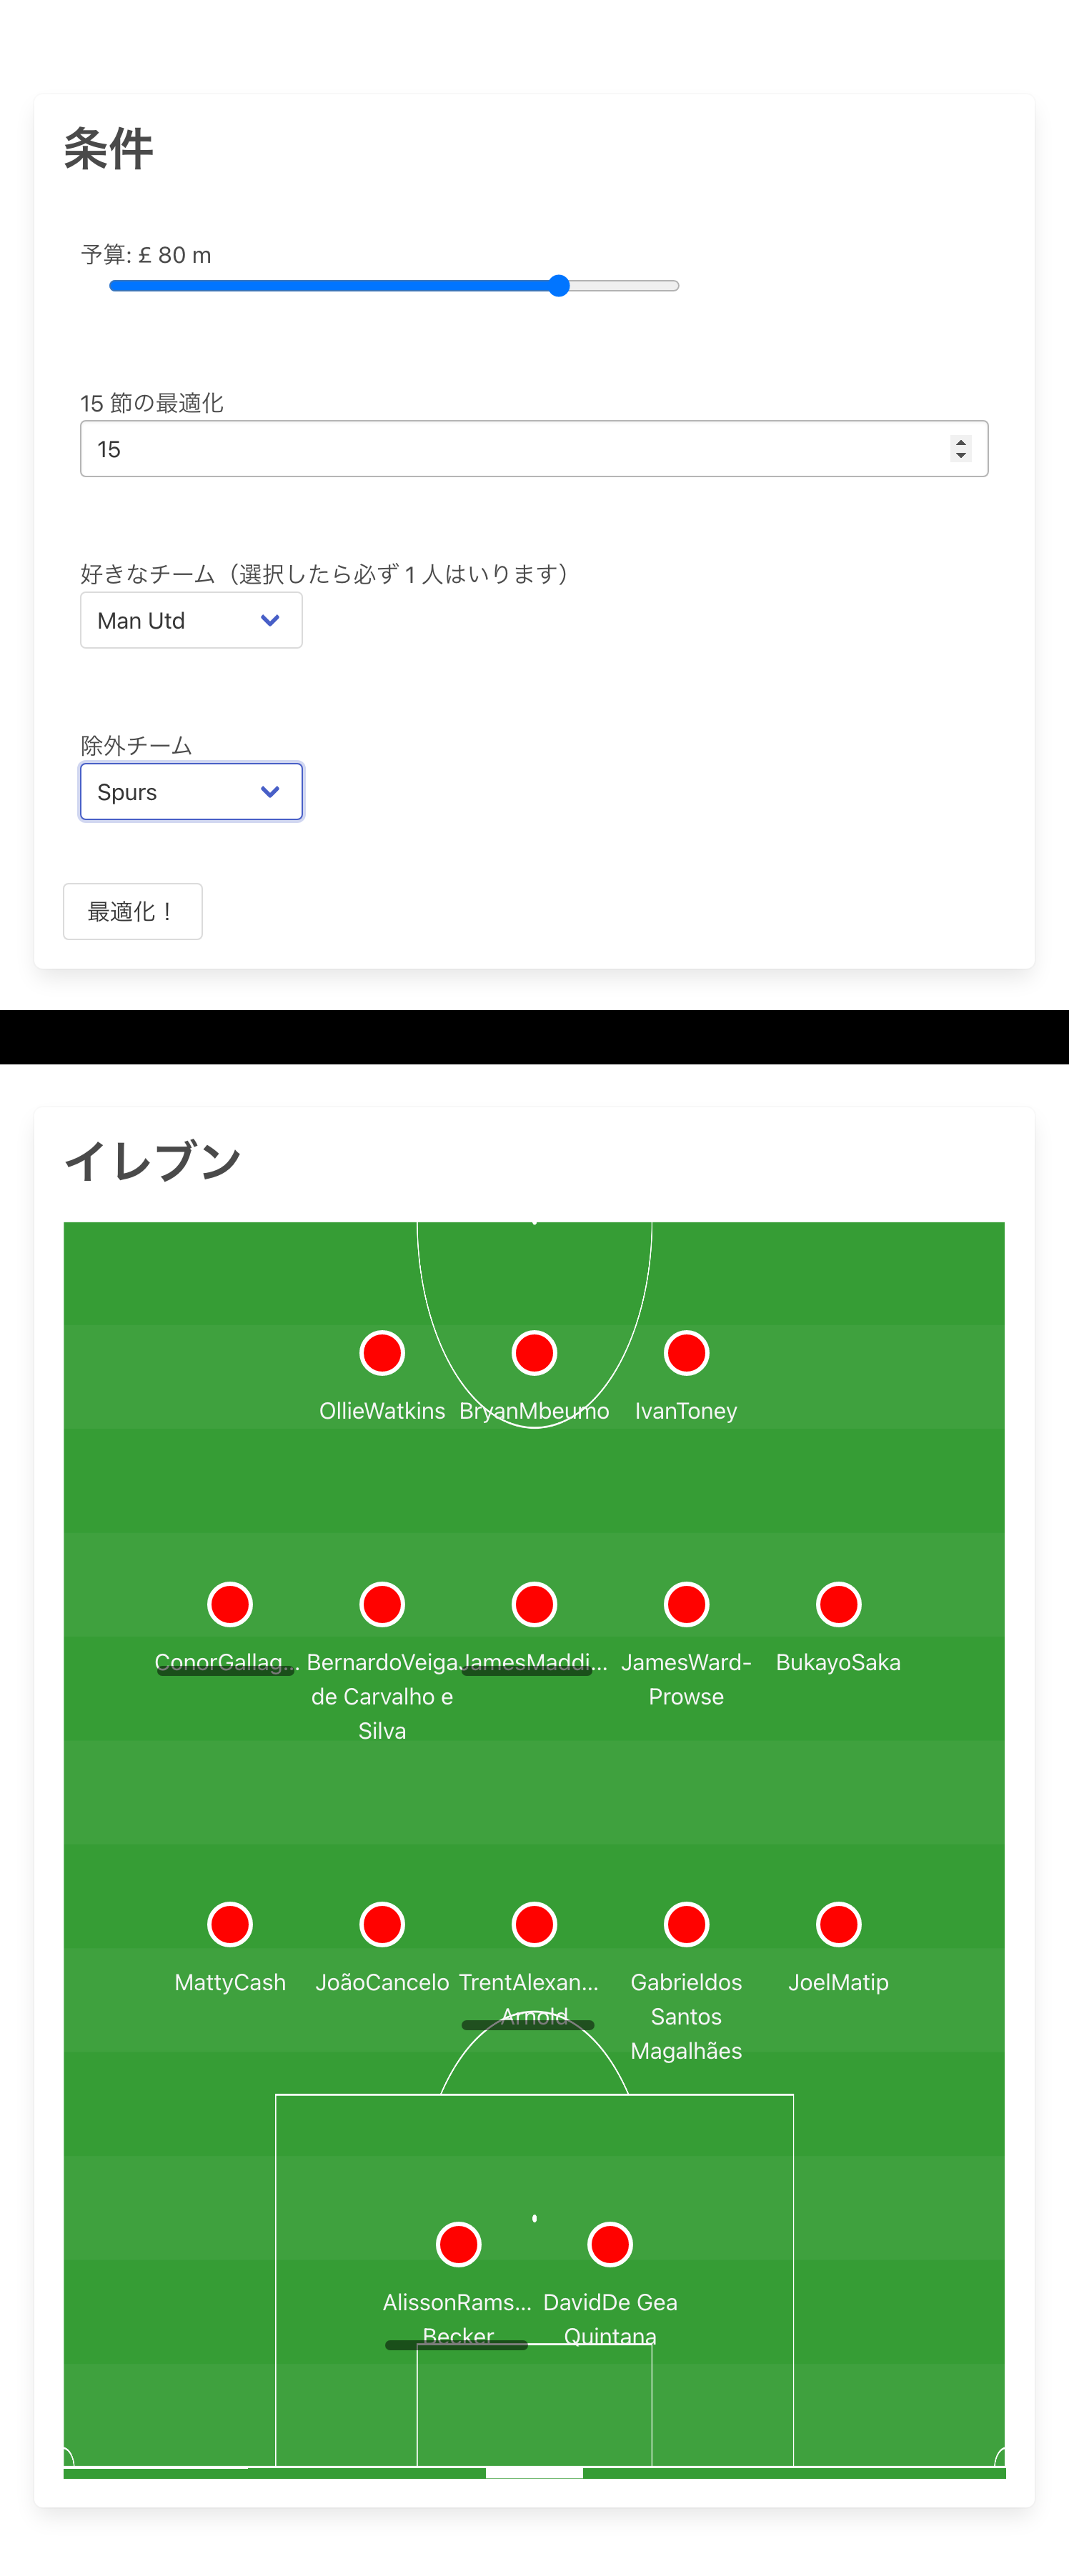 条件
予算: £ 80 m
15 節の最適化
15
好きなチーム（選択したら必ず 1 人はいります）
Man Utd
除外チーム
Spurs
最適化！
イレブン
OllieWatkins BryanMbeumo IvanToney
ConorGallag... BernardoVeiga JamesMaddi... JamesWard- BukayoSaka
de Carvalho e Prowse
Silva
MattyCash JoãoCancelo TrentAlexan... Gabrieldos JoelMatip
Arnold Santos
Magalhães
AlissonRams... DavidDe Gea
Becker Quintana